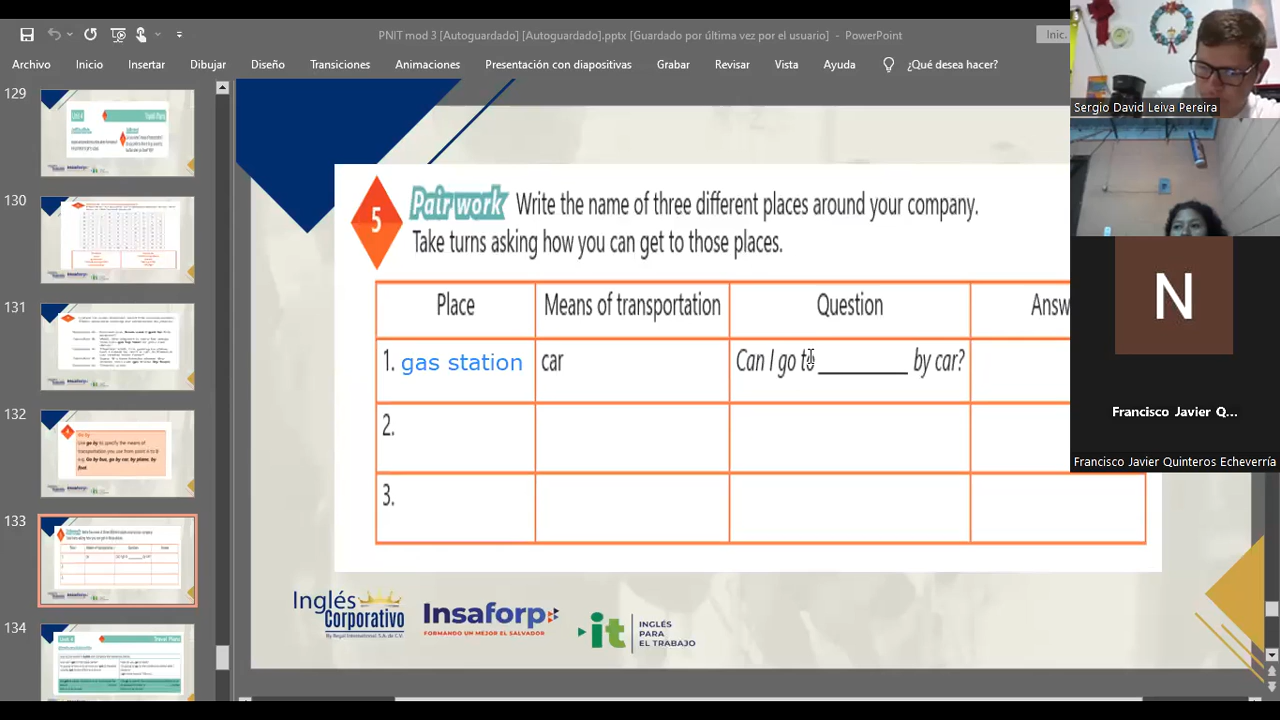 PNIT mod 3 [Autoguardado] [Autoguardado].pptx [Guardado por última vez por el usuario] - PowerPoint
Inic.
Archivo Inicio Insertar Dibujar Diseño Transiciones Animaciones Presentación con diapositivas Grabar Revisar Vista Ayuda ¿Qué desea hacer?
Sergio David Leiva Pereira
129
130
131
132
133
134
5 Pair work Write the name of three different places around your company.
Take turns asking how you can get to those places.
Place Means of transportation Question Answ
1. gas station car Can I go to __________ by car?
2.
3.
N
Francisco Javier Q...
Francisco Javier Quinteros Echeverría
Inglés
Corporativo
By Regal International, S.A. de C.V.
Insaforp
FORMANDO UN MEJOR EL SALVADOR
it
INGLÉS
PARA
EL TRABAJO